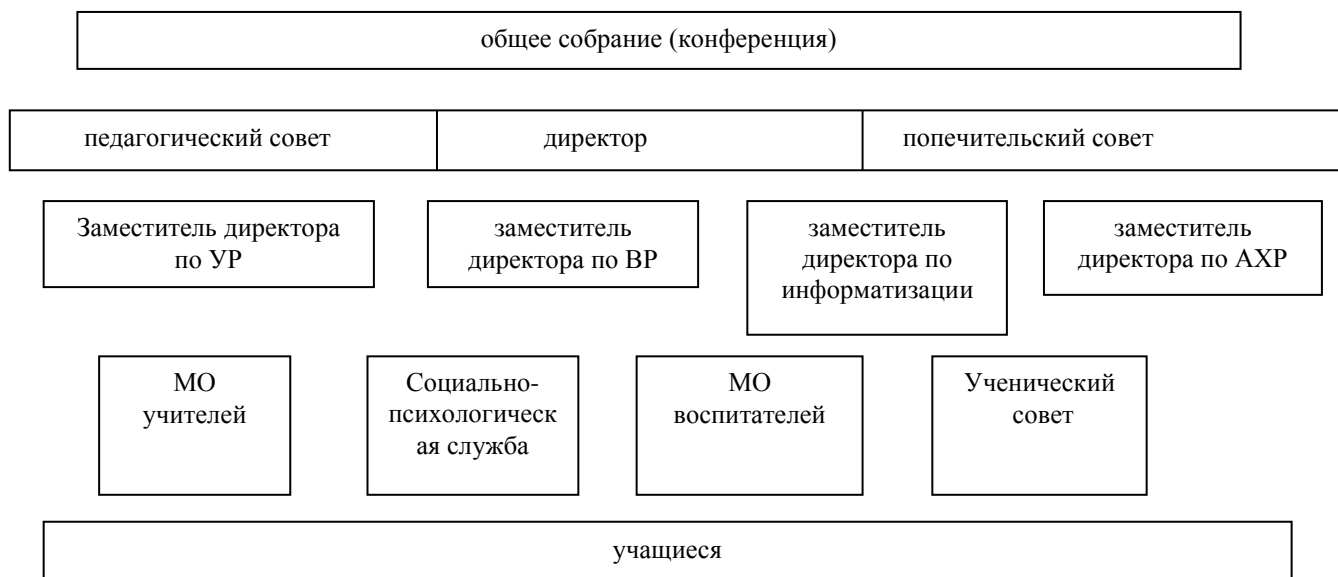 общее собрание (конференция)
педагогический совет
директор
попечительский совет
Заместитель директора
по УР
заместитель
директора по ВР
заместитель
директора по
информатизации
заместитель
директора по АХР
МО
учителей
Социально-
психологическ
ая служба
МО
воспитателей
Ученический
совет
учащиеся